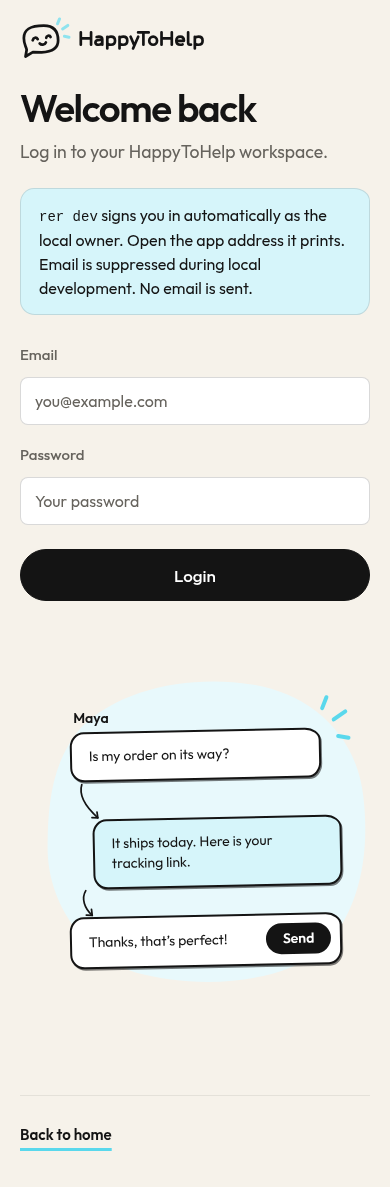 HappyToHelp
Welcome back
Log in to your HappyToHelp workspace.
rer dev signs you in automatically as the
local owner. Open the app address it prints.
Email is suppressed during local
development. No email is sent.
Email
you@example.com
Password
Your password
Login
Maya
Is my order on its way?
It ships today. Here is your
tracking link.
Thanks, that's perfect!
Send
Back to home